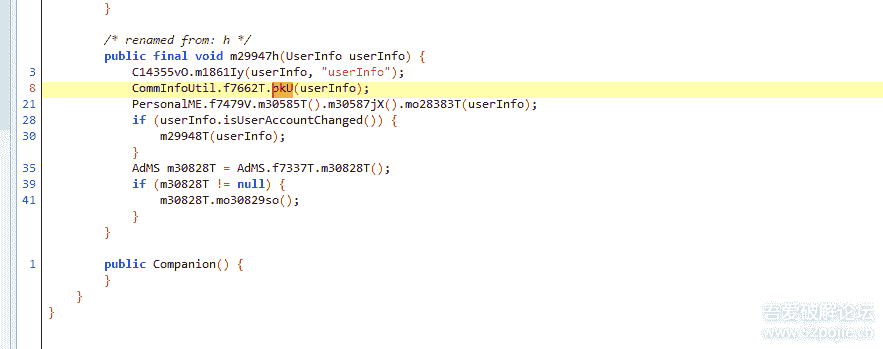 }
/* renamed from: h */
public final void m29947h(UserInfo userInfo) {
3 C14355vO.m1861Iy(userInfo, "userInfo");
8 CommInfoUtil.f7662T.pkU(userInfo);
21 PersonalME.f7479V.m30585T().m30587jX().mo28383T(userInfo);
28 if (userInfo.isUserAccountChanged()) {
30 m29948T(userInfo);
}
35 AdMS m30828T = AdMS.f7337T.m30828T();
39 if (m30828T != null) {
41 m30828T.mo30829so();
}
}
1 public Companion() {
}
}
}
吾爱破解论坛
www.52pojie.cn